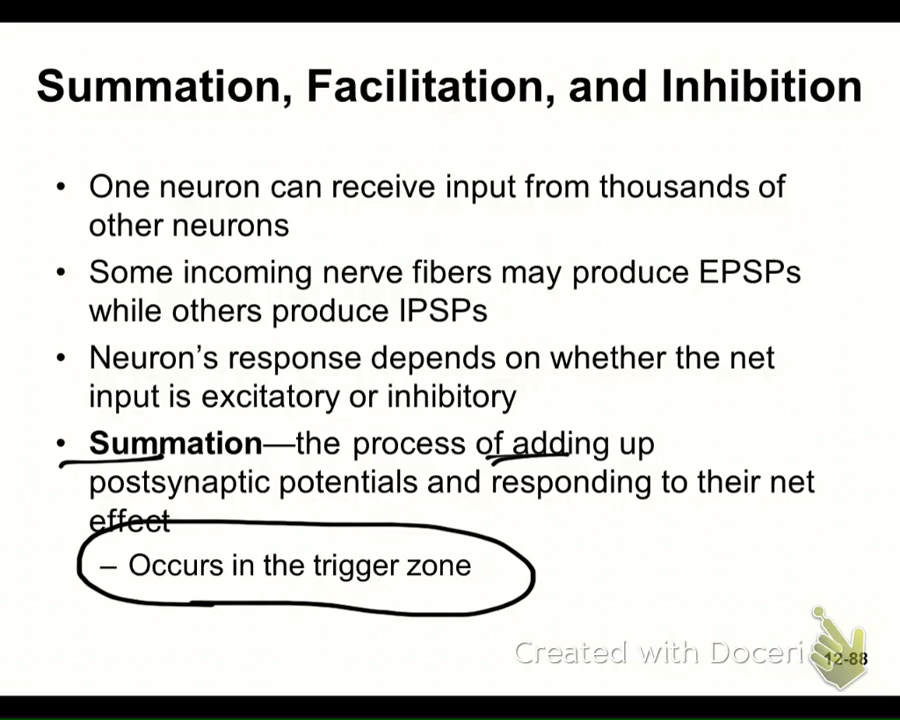 Summation, Facilitation, and Inhibition
• One neuron can receive input from thousands of
other neurons
• Some incoming nerve fibers may produce EPSPs
while others produce IPSPs
• Neuron’s response depends on whether the net
input is excitatory or inhibitory
• Summation—the process of adding up
postsynaptic potentials and responding to their net
effect
– Occurs in the trigger zone
Created with Doceri
12-88